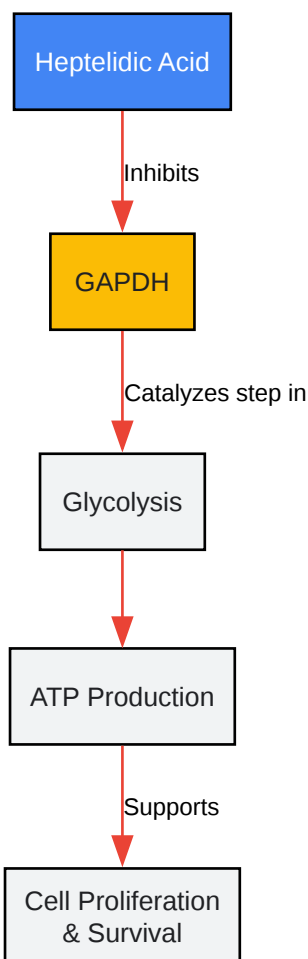 Heptelidic Acid
Inhibits
GAPDH
Catalyzes step in
Glycolysis
ATP Production
Supports
Cell Proliferation
& Survival